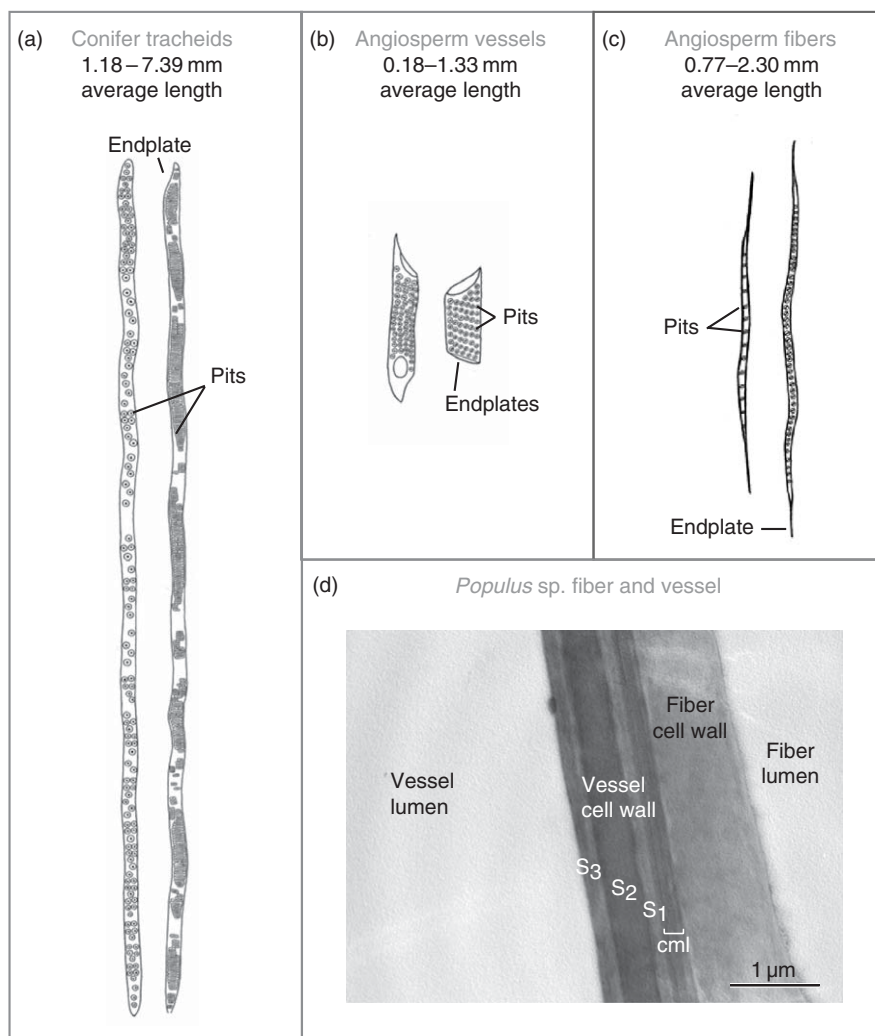 (a) Conifer tracheids
1.18–7.39 mm
average length
Endplate
Pits
(b) Angiosperm vessels
0.18–1.33 mm
average length
Pits
Endplates
(c) Angiosperm fibers
0.77–2.30 mm
average length
Pits
Endplate
(d) Populus sp. fiber and vessel
Vessel
lumen
Vessel
cell wall
Fiber
cell wall
Fiber
lumen
S3
S2
S1
cml
1 µm